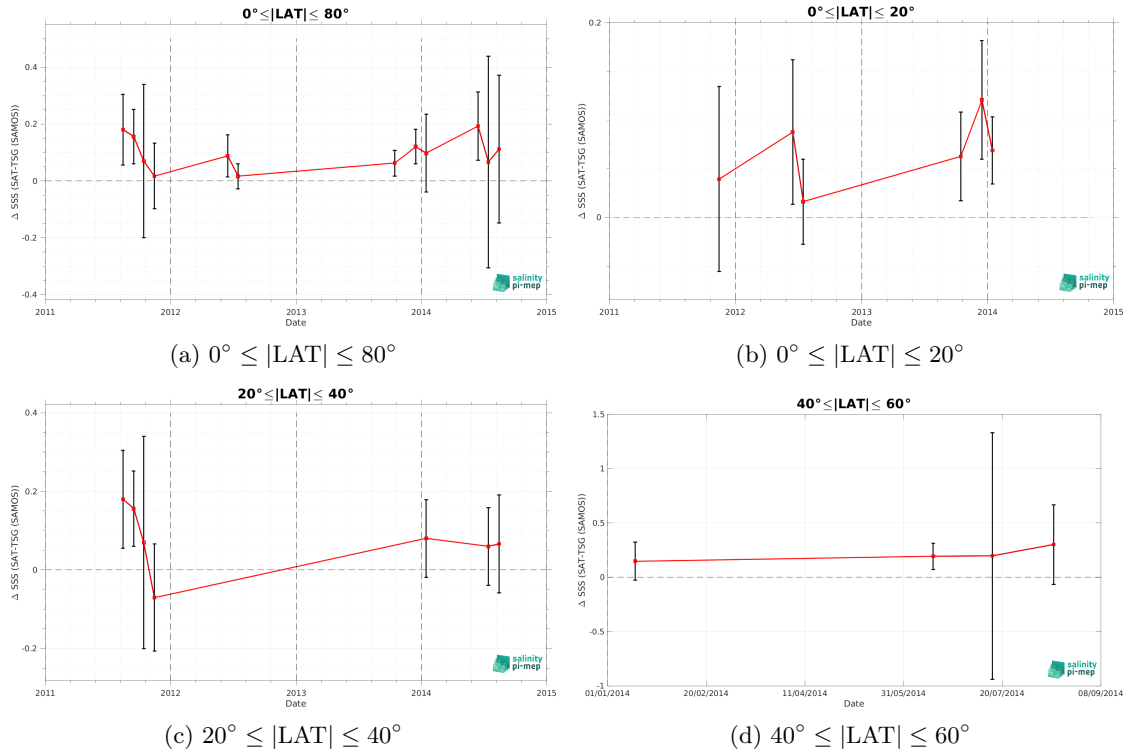 0°≤|LAT|≤ 80°
Δ SSS (SAT-TSG (SAMOS))
0.4
0.2
0
-0.2
-0.4
2011 2012 2013 2014 2015
Date
salinity
pi-mep
(a) 0° ≤ |LAT| ≤ 80°
0°≤|LAT|≤ 20°
Δ SSS (SAT-TSG (SAMOS))
0.2
0
2011 2012 2013 2014 2015
Date
salinity
pi-mep
(b) 0° ≤ |LAT| ≤ 20°
20°≤|LAT|≤ 40°
Δ SSS (SAT-TSG (SAMOS))
0.4
0.2
0
-0.2
2011 2012 2013 2014 2015
Date
salinity
pi-mep
(c) 20° ≤ |LAT| ≤ 40°
40°≤|LAT|≤ 60°
Δ SSS (SAT-TSG (SAMOS))
1.5
1
0.5
0
-0.5
-1
01/01/2014 20/02/2014 11/04/2014 31/05/2014 20/07/2014 08/09/2014
Date
salinity
pi-mep
(d) 40° ≤ |LAT| ≤ 60°